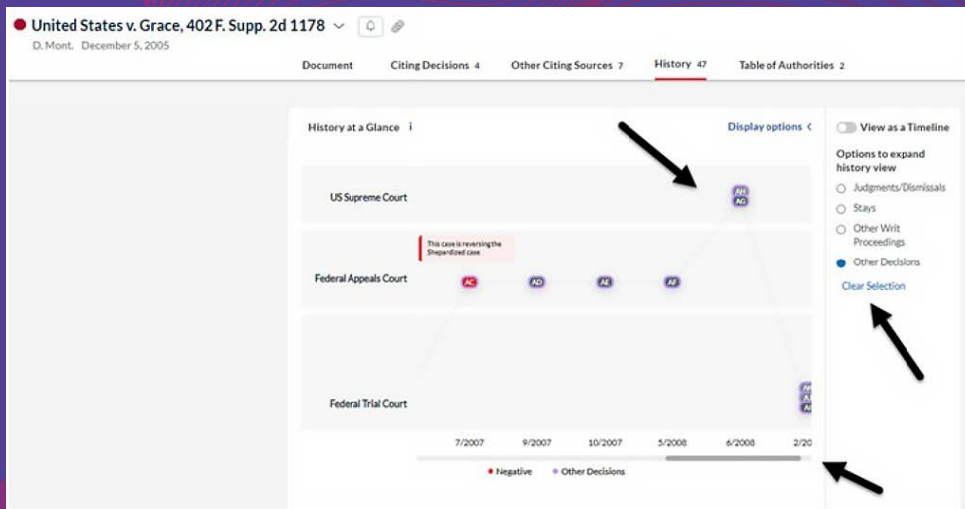 United States v. Grace, 402 F. Supp. 2d 1178
D. Mont. December 5, 2005
Document Citing Decisions 4 Other Citing Sources 7 History 47 Table of Authorities 2
History at a Glance i
Display options <
View as a Timeline
Options to expand
history view
Judgments/Dismissals
Stays
Other Writ
Proceedings
Other Decisions
Clear Selection
US Supreme Court
AH
AG
This case is reversing the
Shepardized case
Federal Appeals Court
AC AD AE AF
Federal Trial Court
7/2007 9/2007 10/2007 5/2008 6/2008 2/20
Negative Other Decisions